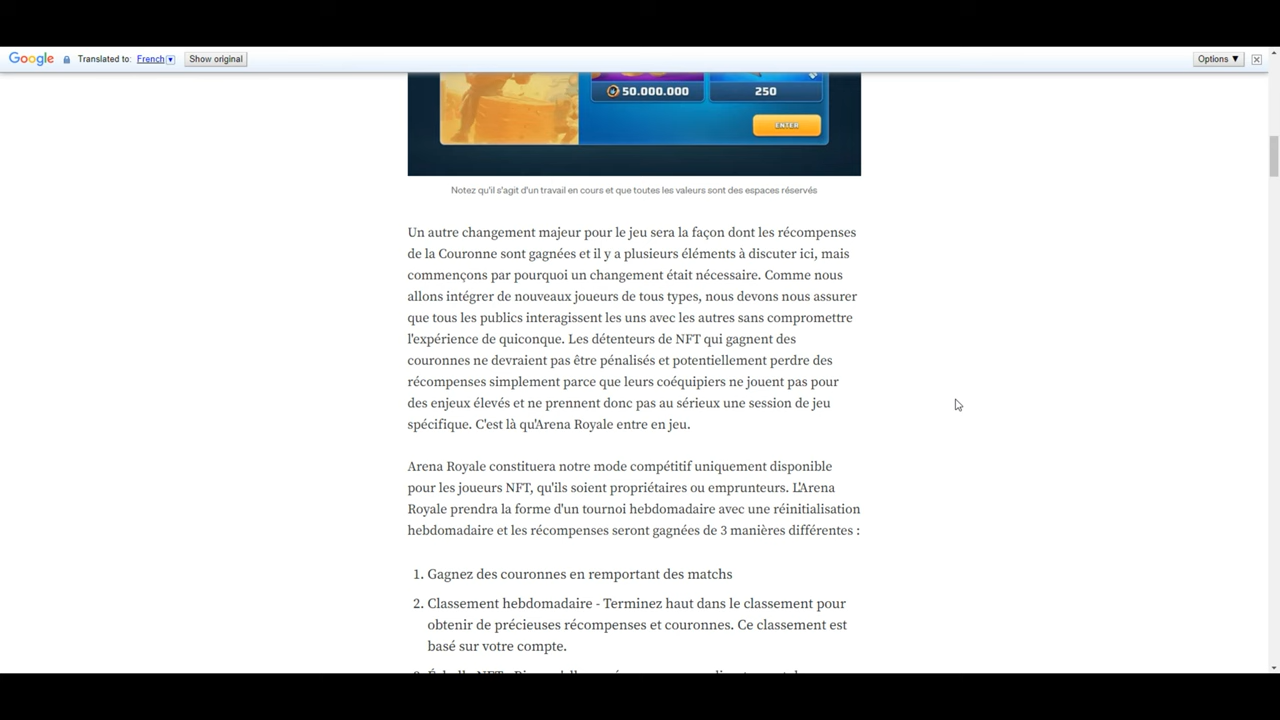 Google Translated to: French Show original Options ▼
50.000.000 250
ENTER
Notez qu'il s'agit d'un travail en cours et que toutes les valeurs sont des espaces réservés
Un autre changement majeur pour le jeu sera la façon dont les récompenses
de la Couronne sont gagnées et il y a plusieurs éléments à discuter ici, mais
commençons par pourquoi un changement était nécessaire. Comme nous
allons intégrer de nouveaux joueurs de tous types, nous devons nous assurer
que tous les publics interagissent les uns avec les autres sans compromettre
l'expérience de quiconque. Les détenteurs de NFT qui gagnent des
couronnes ne devraient pas être pénalisés et potentiellement perdre des
récompenses simplement parce que leurs coéquipiers ne jouent pas pour
des enjeux élevés et ne prennent donc pas au sérieux une session de jeu
spécifique. C'est là qu'Arena Royale entre en jeu.
Arena Royale constituera notre mode compétitif uniquement disponible
pour les joueurs NFT, qu'ils soient propriétaires ou emprunteurs. L'Arena
Royale prendra la forme d'un tournoi hebdomadaire avec une réinitialisation
hebdomadaire et les récompenses seront gagnées de 3 manières différentes :
1. Gagnez des couronnes en remportant des matchs
2. Classement hebdomadaire - Terminez haut dans le classement pour
obtenir de précieuses récompenses et couronnes. Ce classement est
basé sur votre compte.